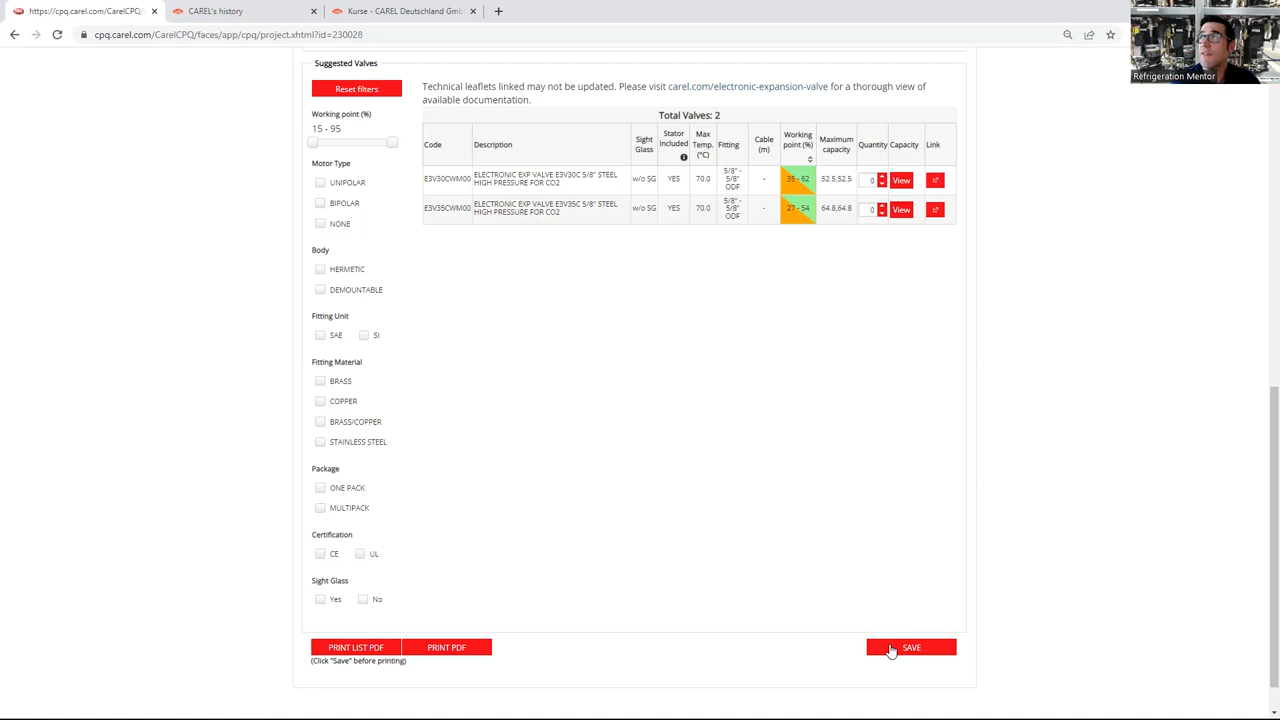 https://cpq.carel.com/CarelCPQ/
CAREL's history
Kurse - CAREL Deutschland Gmb
cpq.carel.com/CarelCPQ/faces/app/cpq/project.xhtml?id=230028
Refrigeration Mentor
Suggested Valves
Reset filters
Technical leaflets linked may not be updated. Please visit carel.com/electronic-expansion-valve for a thorough view of
available documentation.
Working point (%)
15 - 95
Motor Type
UNIPOLAR
BIPOLAR
NONE
Body
HERMETIC
DEMOUNTABLE
Fitting Unit
SAE SI
Fitting Material
BRASS
COPPER
BRASS/COPPER
STAINLESS STEEL
Package
ONE PACK
MULTIPACK
Certification
CE UL
Sight Glass
Yes No
Total Valves: 2
Code Description Sight Glass Stator Included Max Temp. (°C) Fitting Cable (m) Working point (%) Maximum capacity Quantity Capacity Link
E3V30CWM00 ELECTRONIC EXP VALVE E3V30C 5/8" STEEL HIGH PRESSURE FOR CO2 w/o SG YES 70.0 5/8" - 5/8" ODF - 35 - 62 52.5,52.5 0 View
E3V35CWM00 ELECTRONIC EXP VALVE E3V35C 5/8" STEEL HIGH PRESSURE FOR CO2 w/o SG YES 70.0 5/8" - 5/8" ODF - 27 - 54 64.8,64.8 0 View
PRINT LIST PDF PRINT PDF SAVE
(Click "Save" before printing)